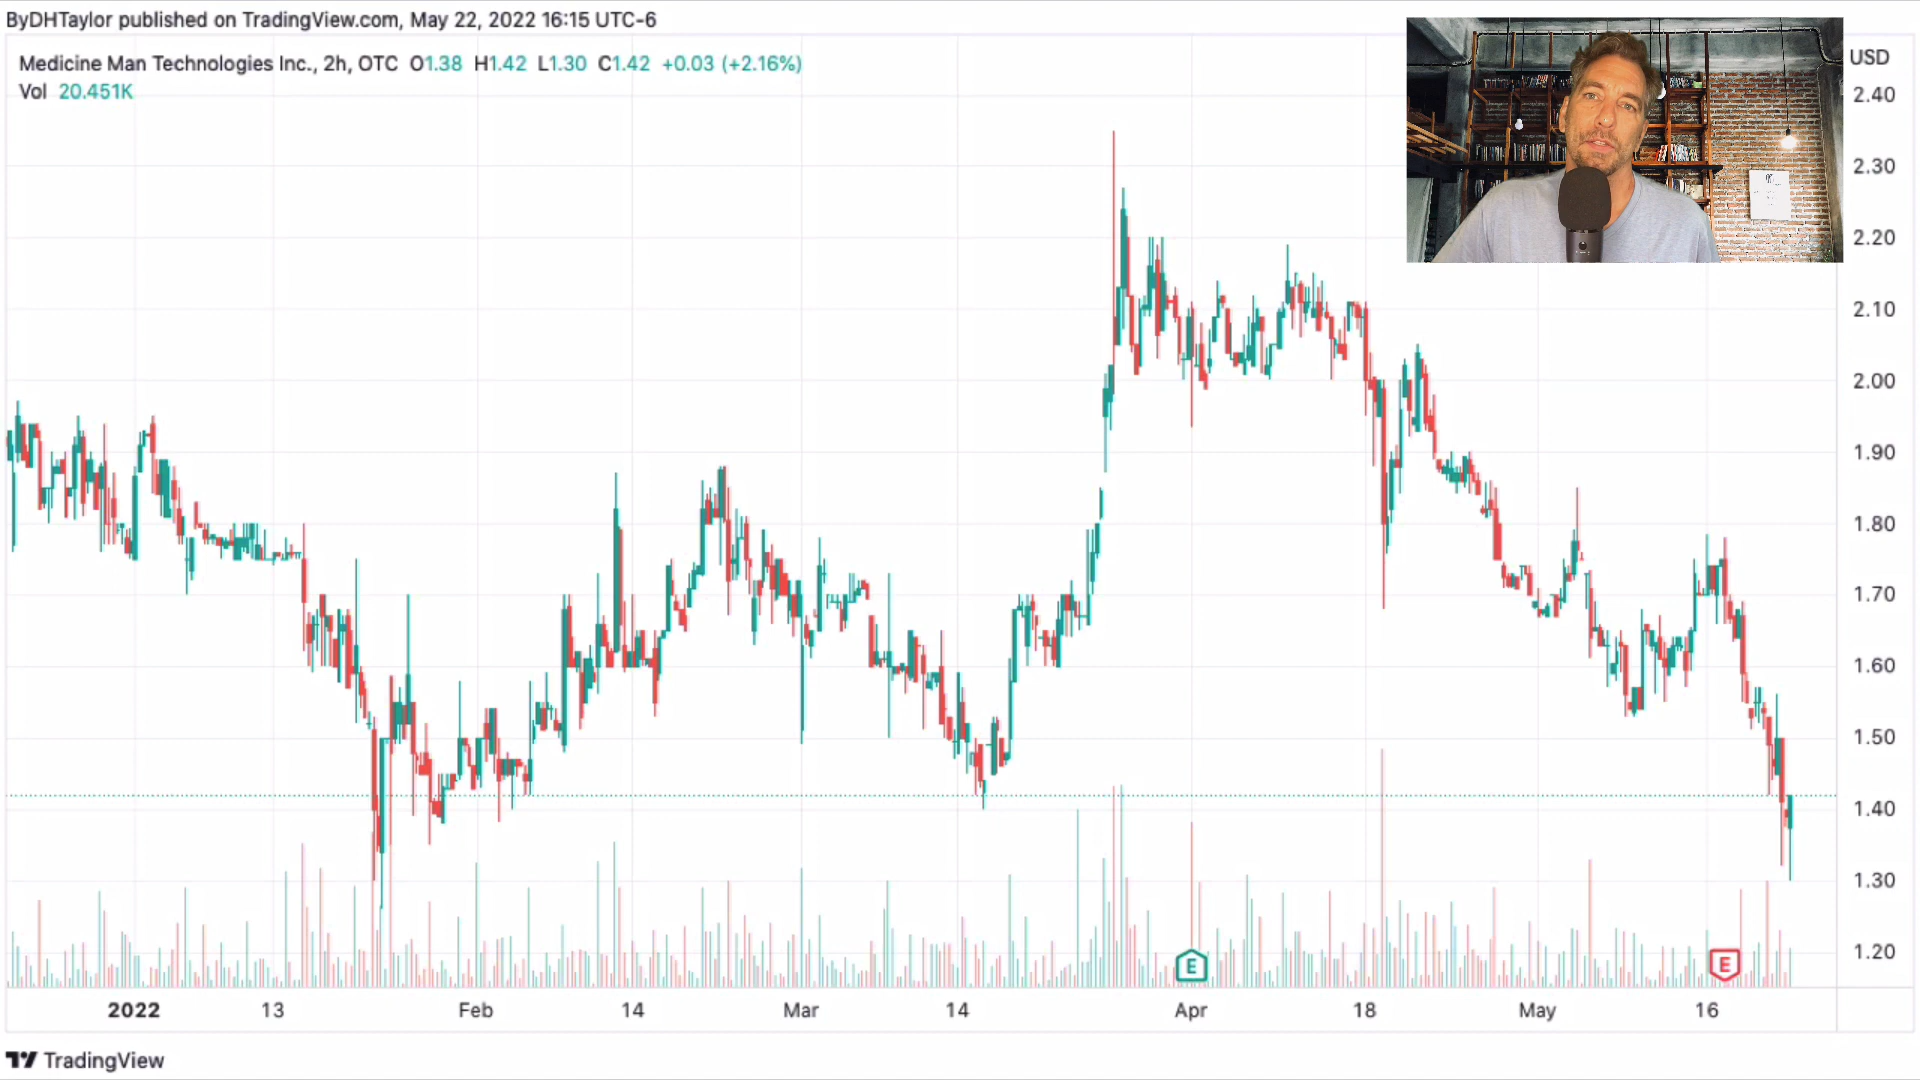 ByDHTaylor published on TradingView.com, May 22, 2022 16:15 UTC-6
Medicine Man Technologies Inc., 2h, OTC O1.38 H1.42 L1.30 C1.42 +0.03 (+2.16%)
Vol 20.451K
USD
2.40
2.30
2.20
2.10
2.00
1.90
1.80
1.70
1.60
1.50
1.40
1.30
1.20
E
E
2022
13
Feb
14
Mar
14
Apr
18
May
16
TradingView